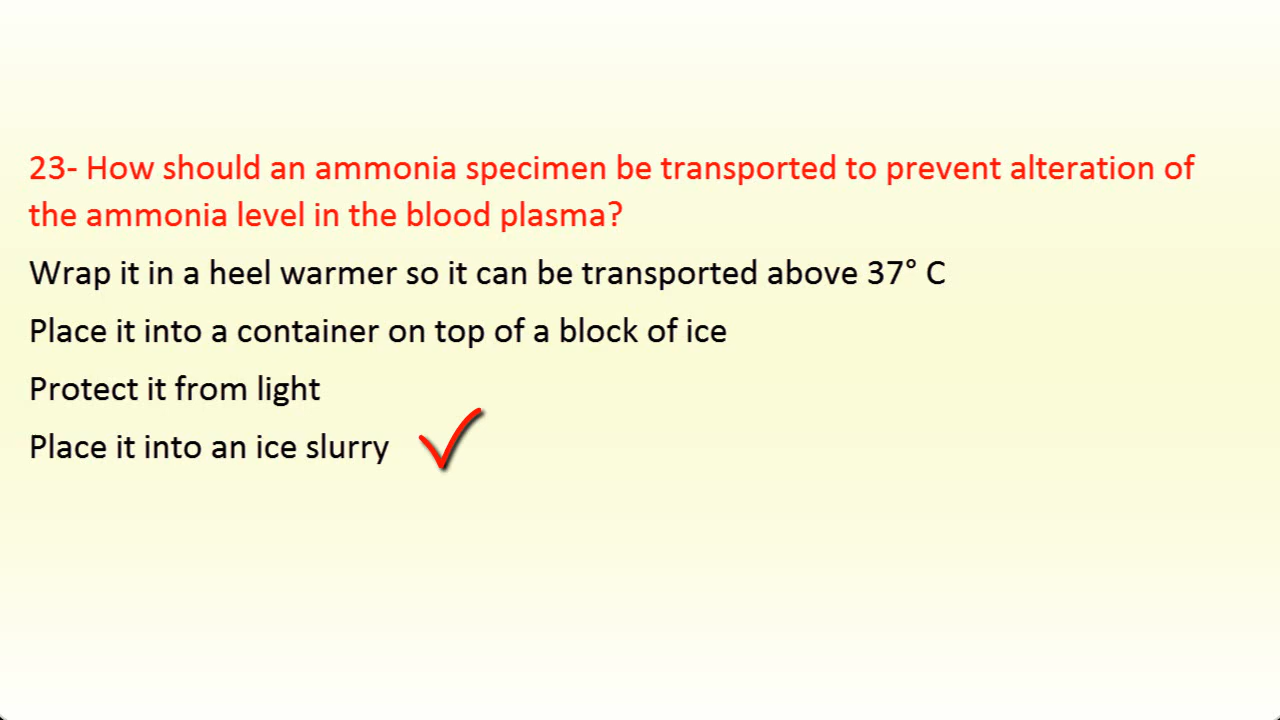 23- How should an ammonia specimen be transported to prevent alteration of
the ammonia level in the blood plasma?
Wrap it in a heel warmer so it can be transported above 37° C
Place it into a container on top of a block of ice
Protect it from light
Place it into an ice slurry